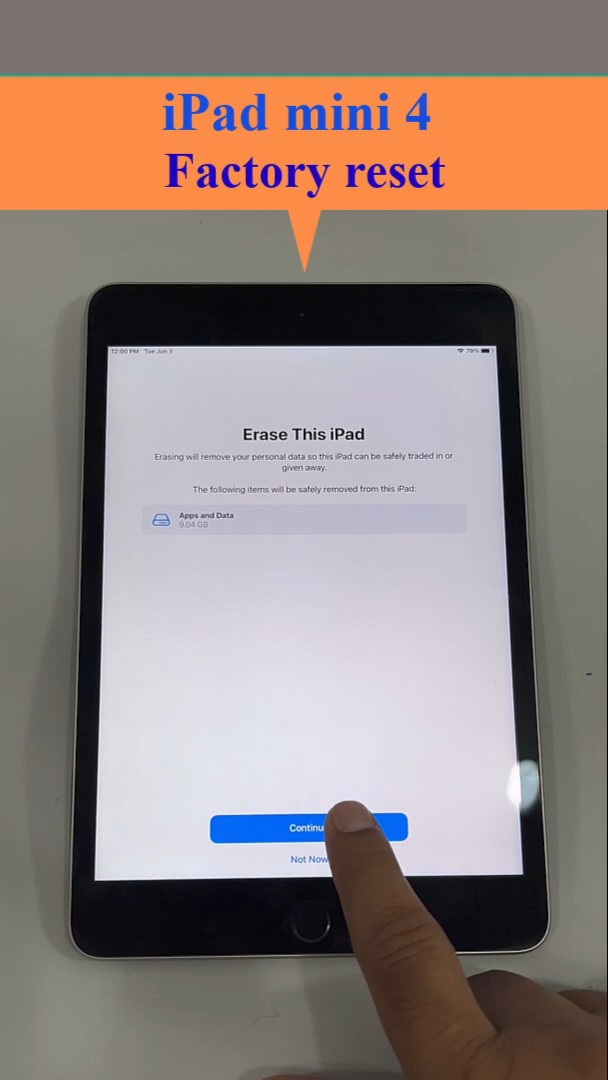 iPad mini 4
Factory reset
12:00 PM Tue Jun 3
79%
Erase This iPad
Erasing will remove your personal data so this iPad can be safely traded in or
given away.
The following items will be safely removed from this iPad:
Apps and Data
9.04 GB
Continu
Not Now